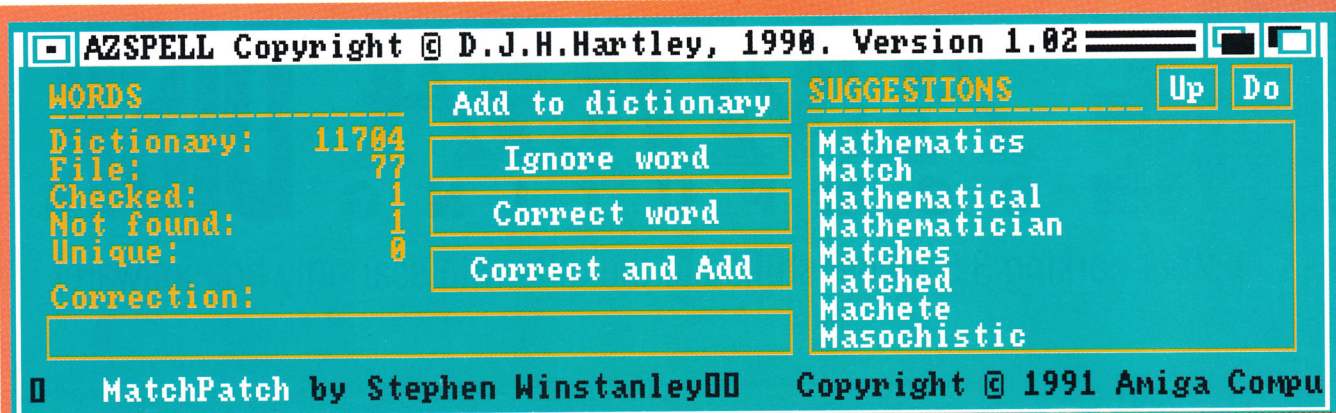 AZSPELL Copyright © D.J.H.Hartley, 1990. Version 1.02
WORDS
Dictionary: 11704
File: 77
Checked: 1
Not found: 1
Unique: 0
Correction:
Add to dictionary
Ignore word
Correct word
Correct and Add
SUGGESTIONS
Up Do
Mathematics
Match
Mathematical
Mathematician
Matches
Matched
Machete
Masochistic
MatchPatch by Stephen Winstanley Copyright © 1991 Amiga Compu